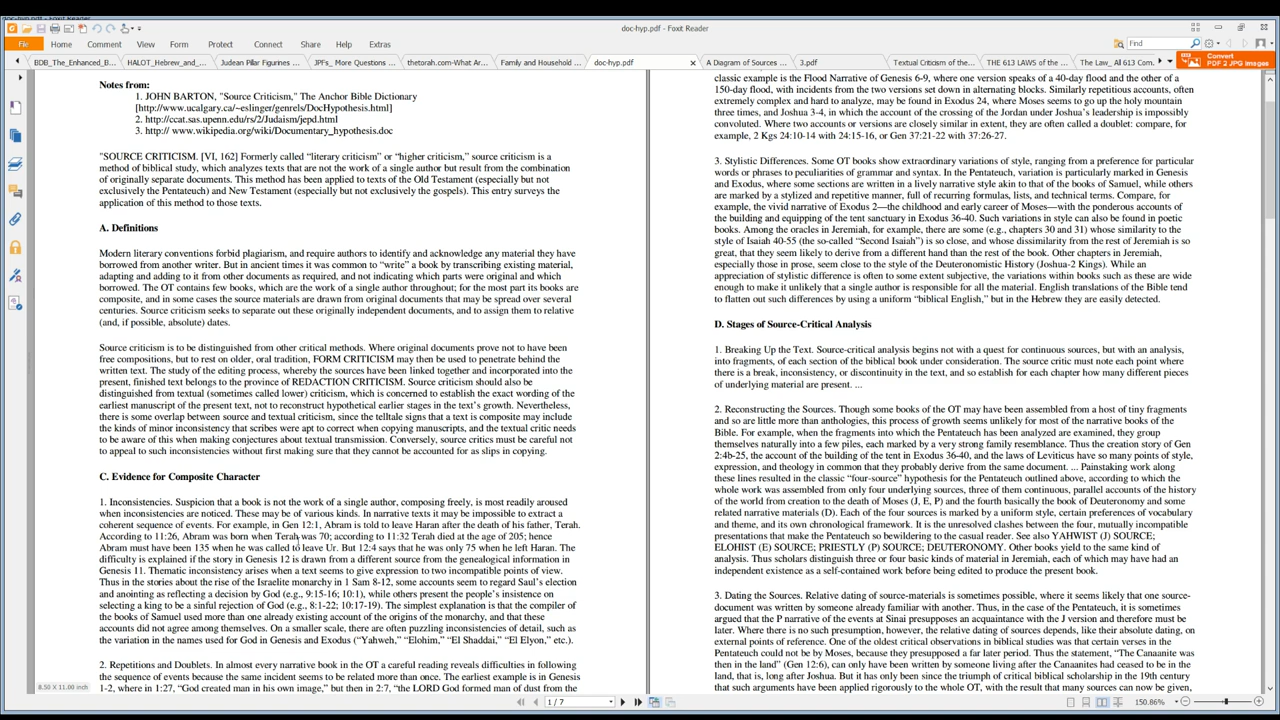 doc-hyp.pdf - Foxit Reader
doc-hyp.pdf - Foxit Reader
File Home Comment View Form Protect Connect Share Help Extras Find Convert PDF 2 JPG Images
BDB_The_Enhanced_B... HALOT_Hebrew_and_... Judean Pillar Figurines ... JPFs_ More Questions ... thetorah.com-What Ar... Family and Household ... doc-hyp.pdf A Diagram of Sources ... 3.pdf Textual Criticism of the... THE 613 LAWS of the ... The Law_ All 613 Com...
Notes from:
1. JOHN BARTON, "Source Criticism," The Anchor Bible Dictionary
[http://www.ucalgary.ca/~eslinger/genrels/DocHypothesis.html]
2. http://ccat.sas.upenn.edu/rs/2/Judaism/jepd.html
3. http:// www.wikipedia.org/wiki/Documentary_hypothesis.doc
"SOURCE CRITICISM. [VI, 162] Formerly called “literary criticism” or “higher criticism,” source criticism is a
method of biblical study, which analyzes texts that are not the work of a single author but result from the combination
of originally separate documents. This method has been applied to texts of the Old Testament (especially but not
exclusively the Pentateuch) and New Testament (especially but not exclusively the gospels). This entry surveys the
application of this method to those texts.
A. Definitions
Modern literary conventions forbid plagiarism, and require authors to identify and acknowledge any material they have
borrowed from another writer. But in ancient times it was common to “write” a book by transcribing existing material,
adapting and adding to it from other documents as required, and not indicating which parts were original and which
borrowed. The OT contains few books, which are the work of a single author throughout; for the most part its books are
composite, and in some cases the source materials are drawn from original documents that may be spread over several
centuries. Source criticism seeks to separate out these originally independent documents, and to assign them to relative
(and, if possible, absolute) dates.
Source criticism is to be distinguished from other critical methods. Where original documents prove not to have been
free compositions, but to rest on older, oral tradition, FORM CRITICISM may then be used to penetrate behind the
written text. The study of the editing process, whereby the sources have been linked together and incorporated into the
present, finished text belongs to the province of REDACTION CRITICISM. Source criticism should also be
distinguished from textual (sometimes called lower) criticism, which is concerned to establish the exact wording of the
earliest manuscript of the present text, not to reconstruct hypothetical earlier stages in the text’s growth. Nevertheless,
there is some overlap between source and textual criticism, since the telltale signs that a text is composite may include
the kinds of minor inconsistency that scribes were apt to correct when copying manuscripts, and the textual critic needs
to be aware of this when making conjectures about textual transmission. Conversely, source critics must be careful not
to appeal to such inconsistencies without first making sure that they cannot be accounted for as slips in copying.
C. Evidence for Composite Character
1. Inconsistencies. Suspicion that a book is not the work of a single author, composing freely, is most readily aroused
when inconsistencies are noticed. These may be of various kinds. In narrative texts it may be impossible to extract a
coherent sequence of events. For example, in Gen 12:1, Abram is told to leave Haran after the death of his father, Terah.
According to 11:26, Abram was born when Terah was 70; according to 11:32 Terah died at the age of 205; hence
Abram must have been 135 when he was called to leave Ur. But 12:4 says that he was only 75 when he left Haran. The
difficulty is explained if the story in Genesis 12 is drawn from a different source from the genealogical information in
Genesis 11. Thematic inconsistency arises when a text seems to give expression to two incompatible points of view.
Thus in the stories about the rise of the Israelite monarchy in 1 Sam 8-12, some accounts seem to regard Saul’s election
and anointing as reflecting a decision by God (e.g., 9:15-16; 10:1), while others present the people’s insistence on
selecting a king to be a sinful rejection of God (e.g., 8:1-22; 10:17-19). The simplest explanation is that the compiler of
the books of Samuel used more than one already existing account of the origins of the monarchy, and that these
accounts did not agree among themselves. On a smaller scale, there are often puzzling inconsistencies of detail, such as
the variation in the names used for God in Genesis and Exodus (“Yahweh,” “Elohim,” “El Shaddai,” “El Elyon,” etc.).
2. Repetitions and Doublets. In almost every narrative book in the OT a careful reading reveals difficulties in following
the sequence of events because the same incident seems to be related more than once. The earliest example is in Genesis
1-2, where in 1:27, “God created man in his own image,” but then in 2:7, “the LORD God formed man of dust from the
classic example is the Flood Narrative of Genesis 6-9, where one version speaks of a 40-day flood and the other of a
150-day flood, with incidents from the two versions set down in alternating blocks. Similarly repetitious accounts, often
extremely complex and hard to analyze, may be found in Exodus 24, where Moses seems to go up the holy mountain
three times, and Joshua 3-4, in which the account of the crossing of the Jordan under Joshua’s leadership is impossibly
convoluted. Where two accounts or versions are closely similar in extent, they are often called a doublet: compare, for
example, 2 Kgs 24:10-14 with 24:15-16, or Gen 37:21-22 with 37:26-27.
3. Stylistic Differences. Some OT books show extraordinary variations of style, ranging from a preference for particular
words or phrases to peculiarities of grammar and syntax. In the Pentateuch, variation is particularly marked in Genesis
and Exodus, where some sections are written in a lively narrative style akin to that of the books of Samuel, while others
are marked by a stylized and repetitive manner, full of recurring formulas, lists, and technical terms. Compare, for
example, the vivid narrative of Exodus 2—the childhood and early career of Moses—with the ponderous accounts of
the building and equipping of the tent sanctuary in Exodus 36-40. Such variations in style can also be found in poetic
books. Among the oracles in Jeremiah, for example, there are some (e.g., chapters 30 and 31) whose similarity to the
style of Isaiah 40-55 (the so-called “Second Isaiah”) is so close, and whose dissimilarity from the rest of Jeremiah is so
great, that they seem likely to derive from a different hand than the rest of the book. Other chapters in Jeremiah,
especially those in prose, seem close to the style of the Deuteronomistic History (Joshua-2 Kings). While an
appreciation of stylistic difference is often to some extent subjective, the variations within books such as these are wide
enough to make it unlikely that a single author is responsible for all the material. English translations of the Bible tend
to flatten out such differences by using a uniform “biblical English,” but in the Hebrew they are easily detected.
D. Stages of Source-Critical Analysis
1. Breaking Up the Text. Source-critical analysis begins not with a quest for continuous sources, but with an analysis,
into fragments, of each section of the biblical book under consideration. The source critic must note each point where
there is a break, inconsistency, or discontinuity in the text, and so establish for each chapter how many different pieces
of underlying material are present. ...
2. Reconstructing the Sources. Though some books of the OT may have been assembled from a host of tiny fragments
and so are little more than anthologies, this process of growth seems unlikely for most of the narrative books of the
Bible. For example, when the fragments into which the Pentateuch has been analyzed are examined, they group
themselves naturally into a few piles, each marked by a very strong family resemblance. Thus the creation story of Gen
2:4b-25, the account of the building of the tent in Exodus 36-40, and the laws of Leviticus have so many points of style,
expression, and theology in common that they probably derive from the same document. ... Painstaking work along
these lines resulted in the classic “four-source” hypothesis for the Pentateuch outlined above, according to which the
whole work was assembled from only four underlying sources, three of them continuous, parallel accounts of the history
of the world from creation to the death of Moses (J, E, P) and the fourth basically the book of Deuteronomy and some
related narrative materials (D). Each of the four sources is marked by a uniform style, certain preferences of vocabulary
and theme, and its own chronological framework. It is the unresolved clashes between the four, mutually incompatible
presentations that make the Pentateuch so bewildering to the casual reader. See also YAHWIST (J) SOURCE;
ELOHIST (E) SOURCE; PRIESTLY (P) SOURCE; DEUTERONOMY. Other books yield to the same kind of
analysis. Thus scholars distinguish three or four basic kinds of material in Jeremiah, each of which may have had an
independent existence as a self-contained work before being edited to produce the present book.
3. Dating the Sources. Relative dating of source-materials is sometimes possible, where it seems likely that one source-
document was written by someone already familiar with another. Thus, in the case of the Pentateuch, it is sometimes
argued that the P narrative of the events at Sinai presupposes an acquaintance with the J version and therefore must be
later. Where there is no such presumption, however, the relative dating of sources depends, like their absolute dating, on
external points of reference. One of the oldest critical observations in biblical studies was that certain verses in the
Pentateuch could not be by Moses, because they presupposed a far later period. Thus the statement, “The Canaanite was
then in the land” (Gen 12:6), can only have been written by someone living after the Canaanites had ceased to be in the
land, that is, long after Joshua. But it has only been since the triumph of critical biblical scholarship in the 19th century
that such arguments have been applied rigorously to the whole OT, with the result that many sources can now be given,
8.50 x 11.00 inch
1 / 7
150.86%